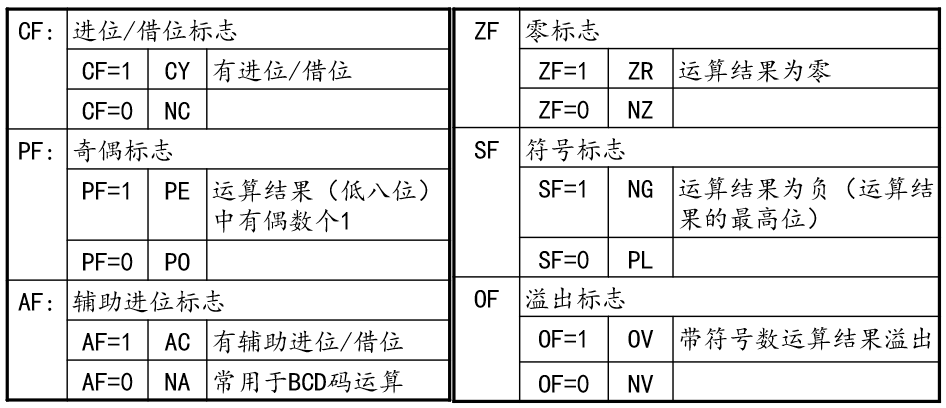 CF: 进位/借位标志
CF=1 CY 有进位/借位
CF=0 NC
PF: 奇偶标志
PF=1 PE 运算结果（低八位）
中有偶数个1
PF=0 PO
AF: 辅助进位标志
AF=1 AC 有辅助进位/借位
AF=0 NA 常用于BCD码运算
ZF 零标志
ZF=1 ZR 运算结果为零
ZF=0 NZ
SF 符号标志
SF=1 NG 运算结果为负（运算结
果的最高位）
SF=0 PL
OF 溢出标志
OF=1 OV 带符号数运算结果溢出
OF=0 NV